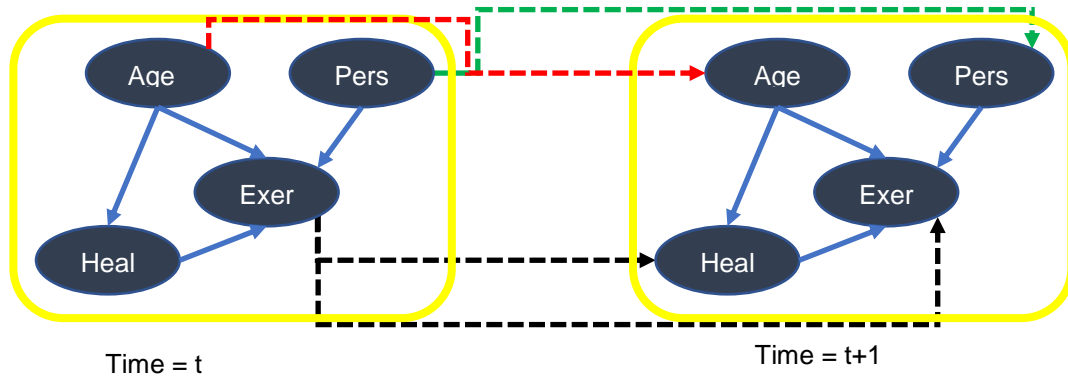 Age
Pers
Exer
Heal
Age
Pers
Exer
Heal
Time = t
Time = t+1